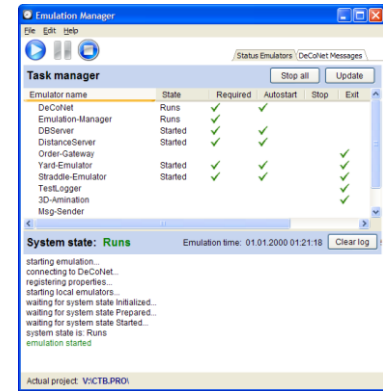 Emulation Manager
File Edit Help
Status Emulators DeCoNet Messages
Task manager Stop all Update
Emulator name State Required Autostart Stop Exit
DeCoNet Runs
Emulation-Manager Runs
DBServer Started
DistanceServer Started
Order-Gateway
Yard-Emulator Started
Straddle-Emulator Started
TestLogger
3D-Amination
Msg-Sender
System state: Runs Emulation time: 01.01.2000 01:21:18 Clear log
starting emulation...
connecting to DeCoNet...
registering properties...
starting local emulators...
waiting for system state Initialized...
waiting for system state Prepared...
waiting for system state Started...
system state is: Runs
emulation started
Actual project: V:\CTB.PRO\